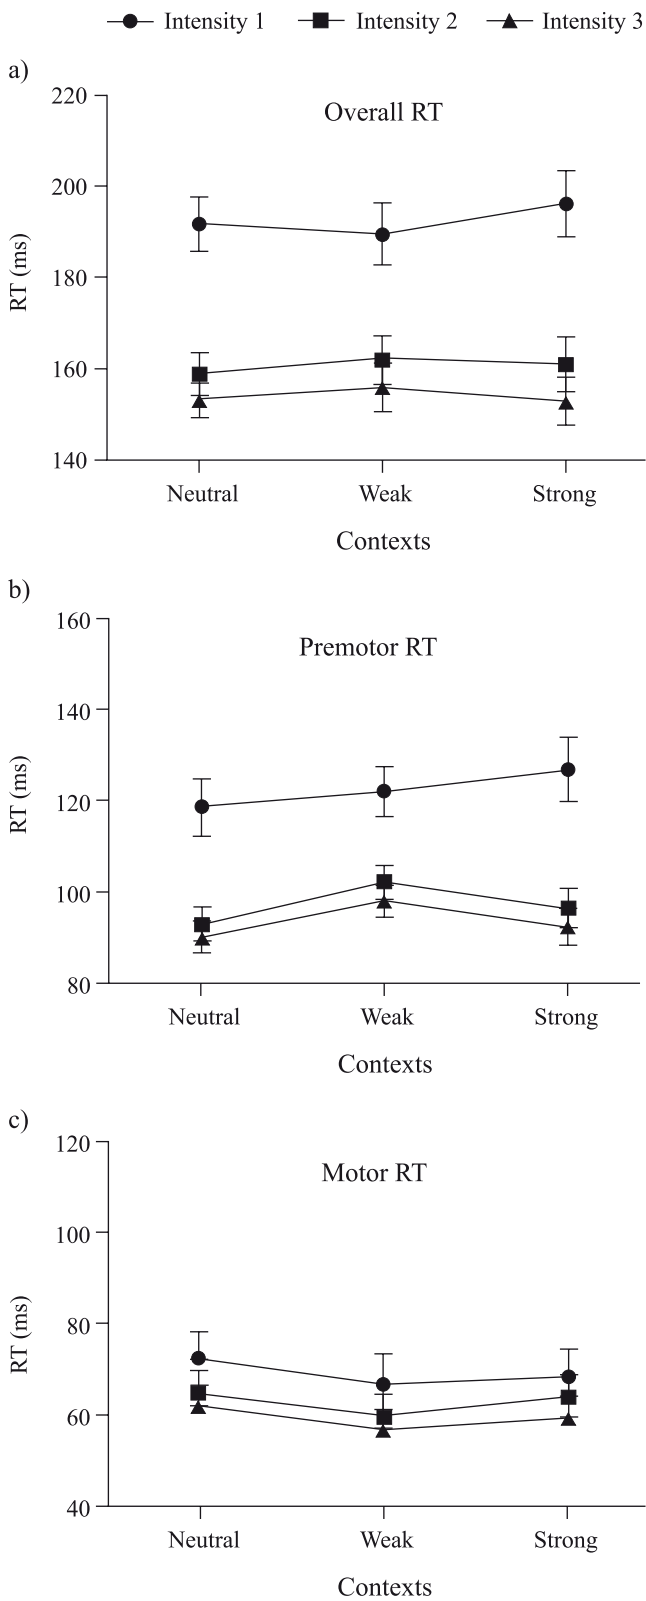 Intensity 1 Intensity 2 Intensity 3
a)
Overall RT
220
200
180
160
140
RT (ms)
Neutral Weak Strong
Contexts
b)
Premotor RT
160
140
120
100
80
RT (ms)
Neutral Weak Strong
Contexts
c)
Motor RT
120
100
80
60
40
RT (ms)
Neutral Weak Strong
Contexts